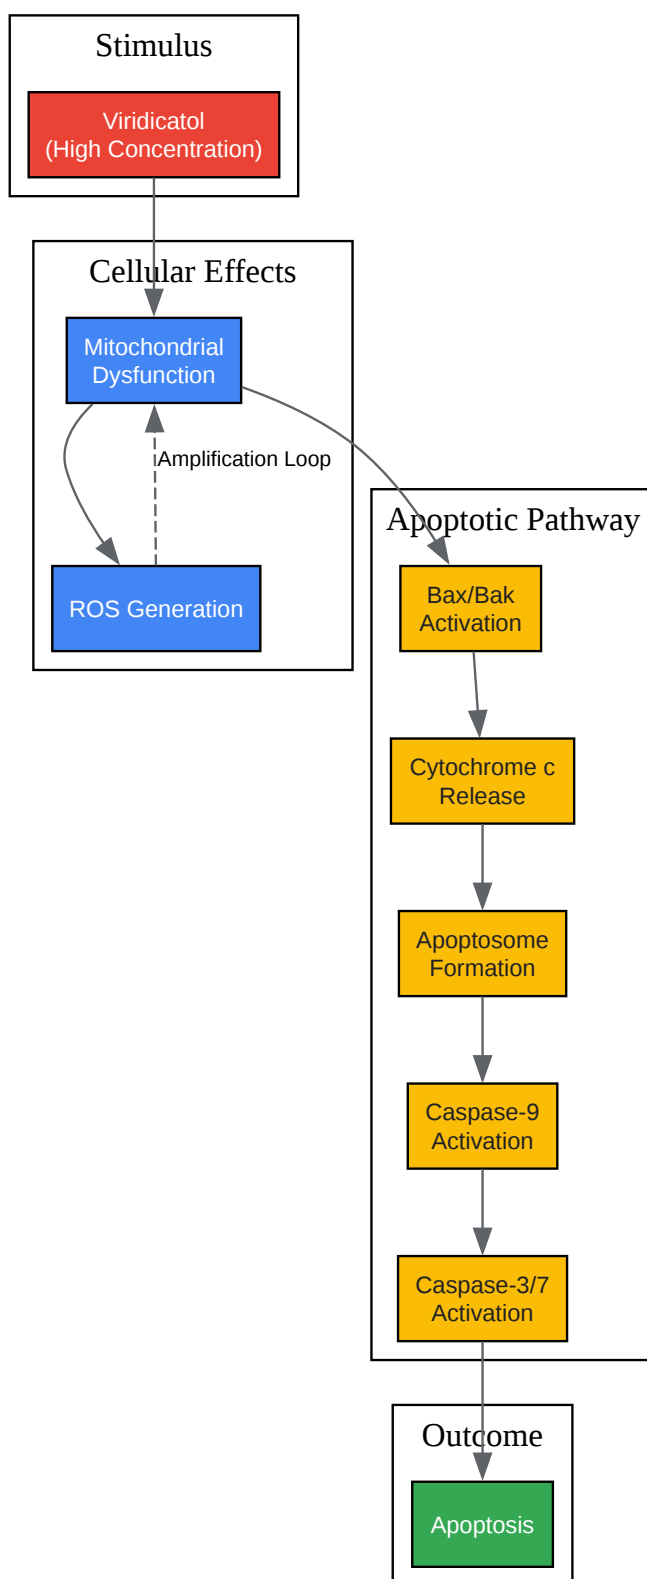 Stimulus
Viridicatol
(High Concentration)
Cellular Effects
Mitochondrial
Dysfunction
Amplification Loop
ROS Generation
Apoptotic Pathway
Bax/Bak
Activation
Cytochrome c
Release
Apoptosome
Formation
Caspase-9
Activation
Caspase-3/7
Activation
Outcome
Apoptosis